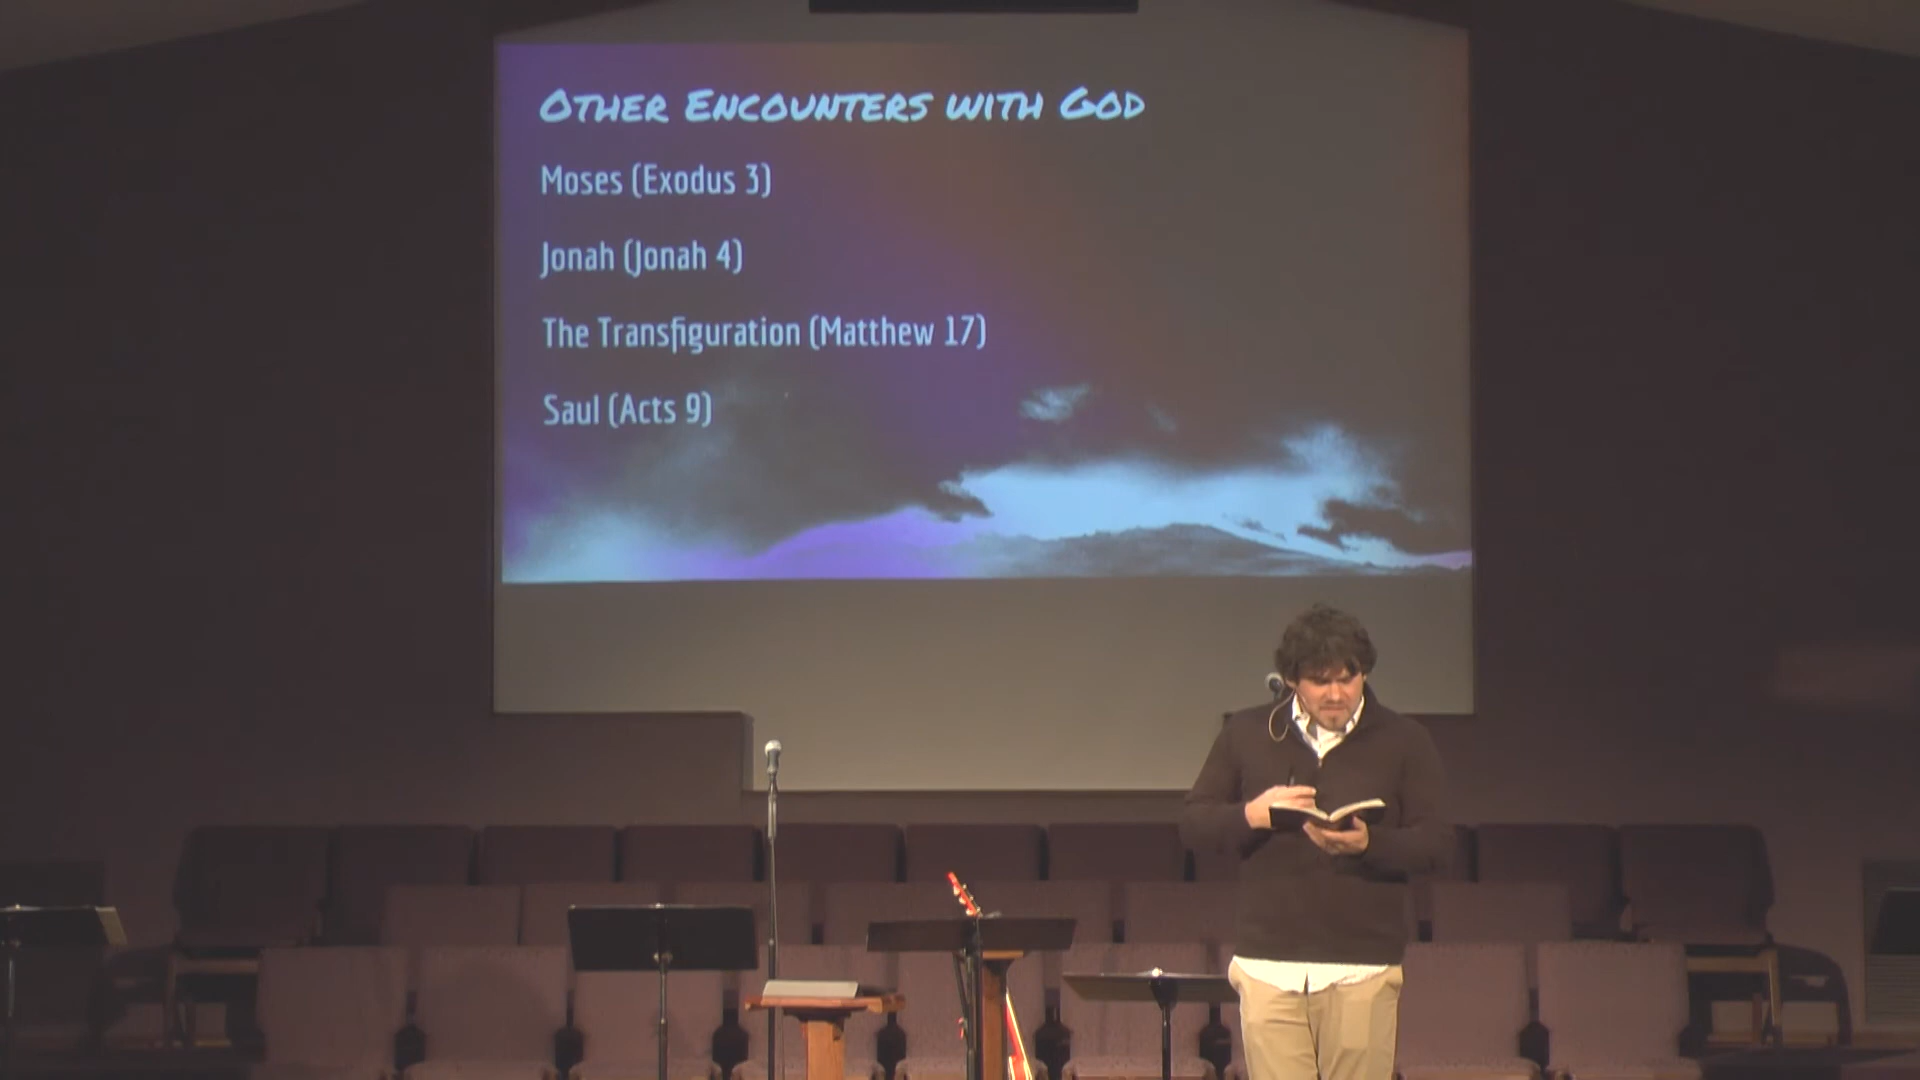 Other Encounters with God
Moses (Exodus 3)
Jonah (Jonah 4)
The Transfiguration (Matthew 17)
Saul (Acts 9)